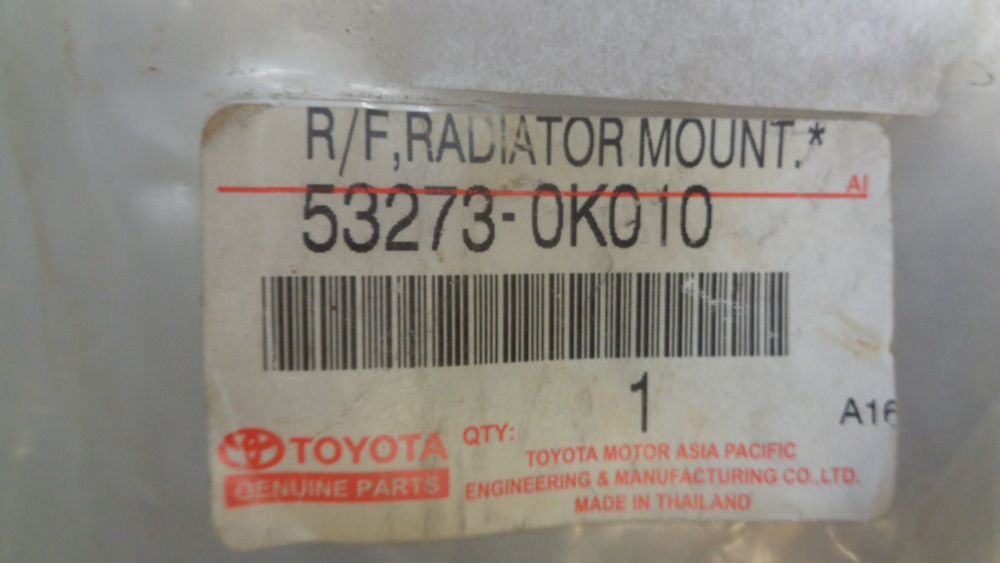 R/F,RADIATOR MOUNT.*
AI
53273-0K010
1
A16
QTY:
TOYOTA
GENUINE PARTS
TOYOTA MOTOR ASIA PACIFIC
ENGINEERING & MANUFACTURING CO.,LTD.
MADE IN THAILAND